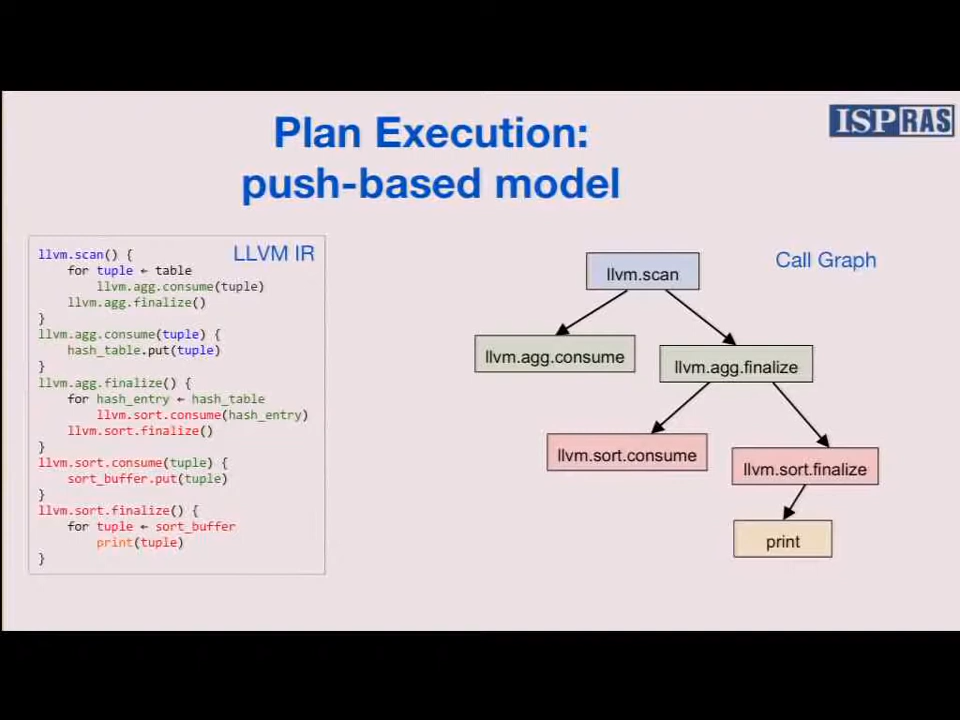 Plan Execution:
push-based model
ISP RAS
LLVM IR
llvm.scan() {
for tuple ← table
llvm.agg.consume(tuple)
llvm.agg.finalize()
}
llvm.agg.consume(tuple) {
hash_table.put(tuple)
}
llvm.agg.finalize() {
for hash_entry ← hash_table
llvm.sort.consume(hash_entry)
llvm.sort.finalize()
}
llvm.sort.consume(tuple) {
sort_buffer.put(tuple)
}
llvm.sort.finalize() {
for tuple ← sort_buffer
print(tuple)
}
Call Graph
llvm.scan
llvm.agg.consume
llvm.agg.finalize
llvm.sort.consume
llvm.sort.finalize
print